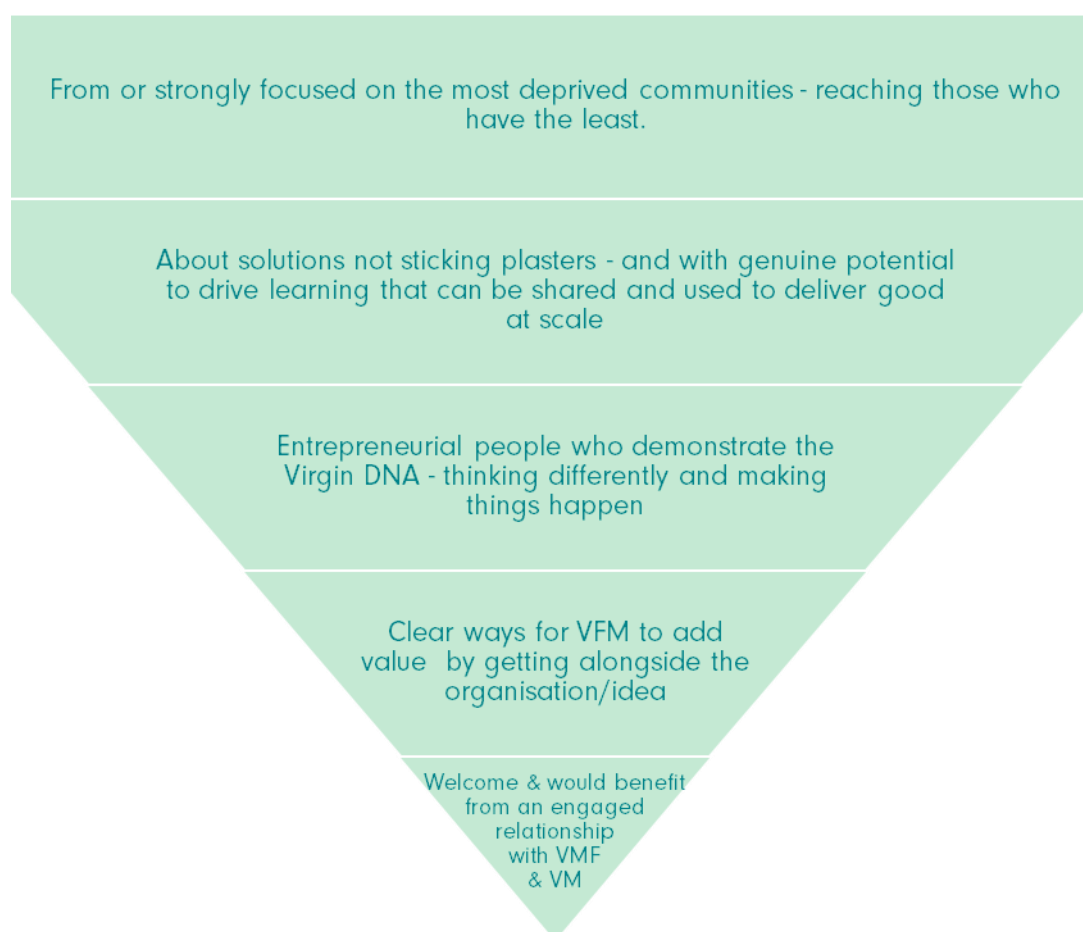 From or strongly focused on the most deprived communities - reaching those who
have the least.
About solutions not sticking plasters - and with genuine potential
to drive learning that can be shared and used to deliver good
at scale
Entrepreneurial people who demonstrate the
Virgin DNA - thinking differently and making
things happen
Clear ways for VFM to add
value  by getting alongside the
organisation/idea
Welcome & would benefit
from an engaged
relationship
with VMF
& VM